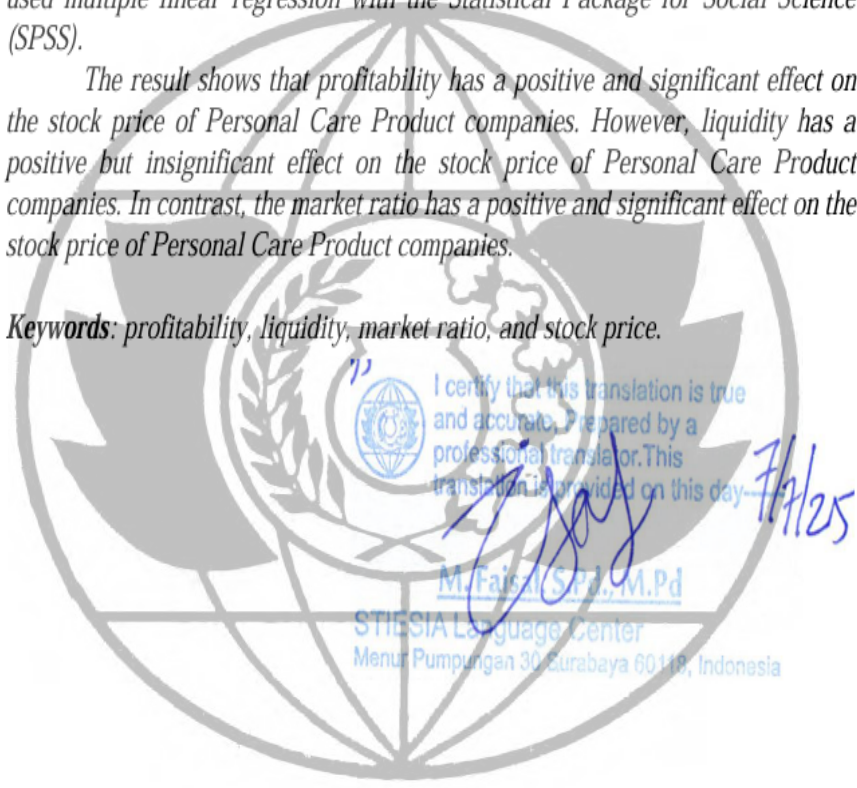 used multiple linear regression with the Statistical Package for Social Science
(SPSS).
The result shows that profitability has a positive and significant effect on
the stock price of Personal Care Product companies. However, liquidity has a
positive but insignificant effect on the stock price of Personal Care Product
companies. In contrast, the market ratio has a positive and significant effect on the
stock price of Personal Care Product companies.
Keywords: profitability, liquidity, market ratio, and stock price.
I certify that this translation is true
and accurate, Prepared by a
professional translator.This
translation is provided on this day
7/7/25
M. Faisal, S.Pd., M.Pd
STIESIA Language Center
Menur Pumpungan 30 Surabaya 60118, Indonesia